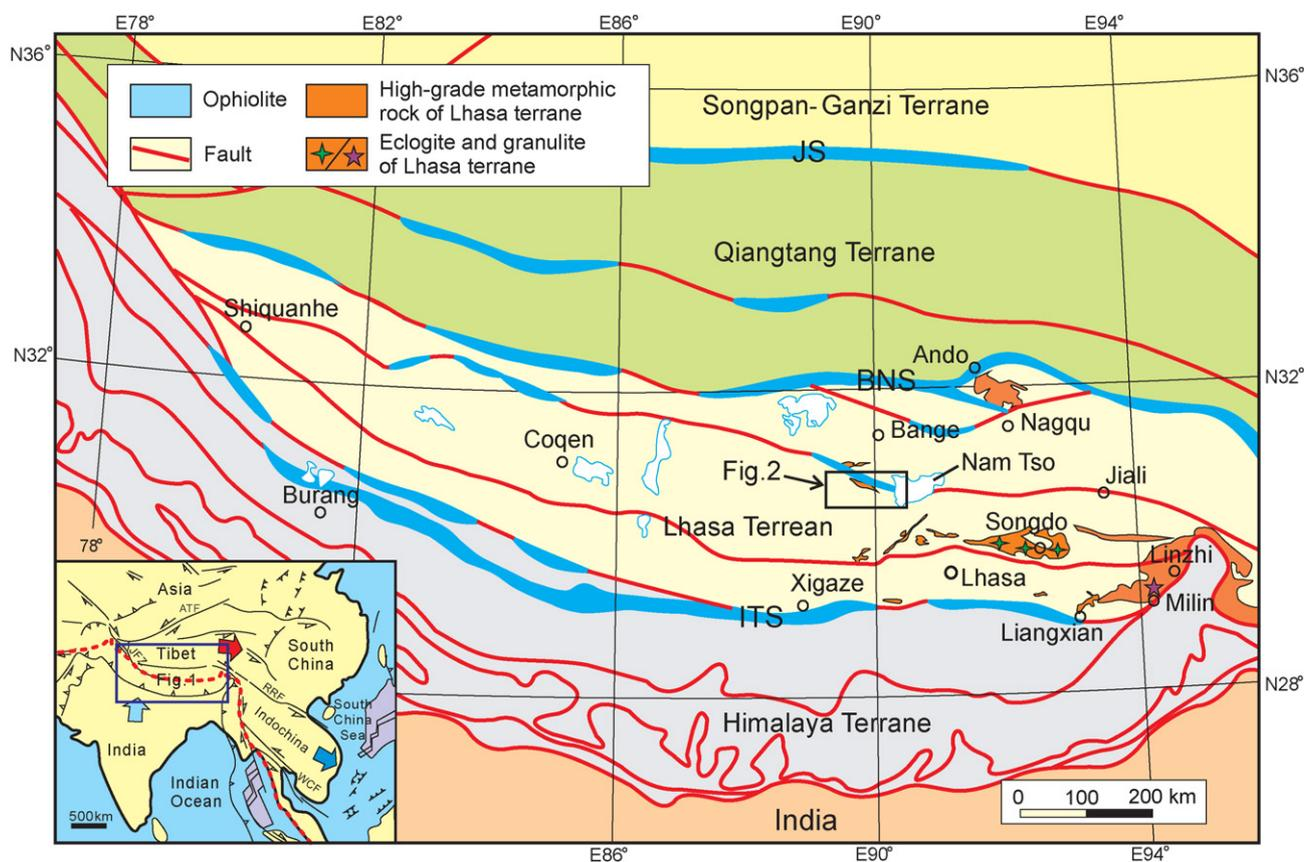 E78°
E82°
E86°
E90°
E94°
N36°
N36°
Ophiolite
High-grade metamorphic
rock of Lhasa terrane
Fault
Eclogite and granulite
of Lhasa terrane
Songpan-Ganzi Terrane
JS
Qiangtang Terrane
Shiquanhe
N32°
N32°
Ando
BNS
Bange
Nagqu
Coqen
Nam Tso
Fig.2
Jiali
Burang
Lhasa Terrean
Songdo
78°
Linzhi
Xigaze
Lhasa
Milin
ITS
Liangxian
N28°
Himalaya Terrane
India
0 100 200 km
E86°
E90°
E94°
Asia
ATF
Tibet
South
China
Fig.1
RRF
Indochina
South
China
Sea
India
WCF
Indian
Ocean
500km